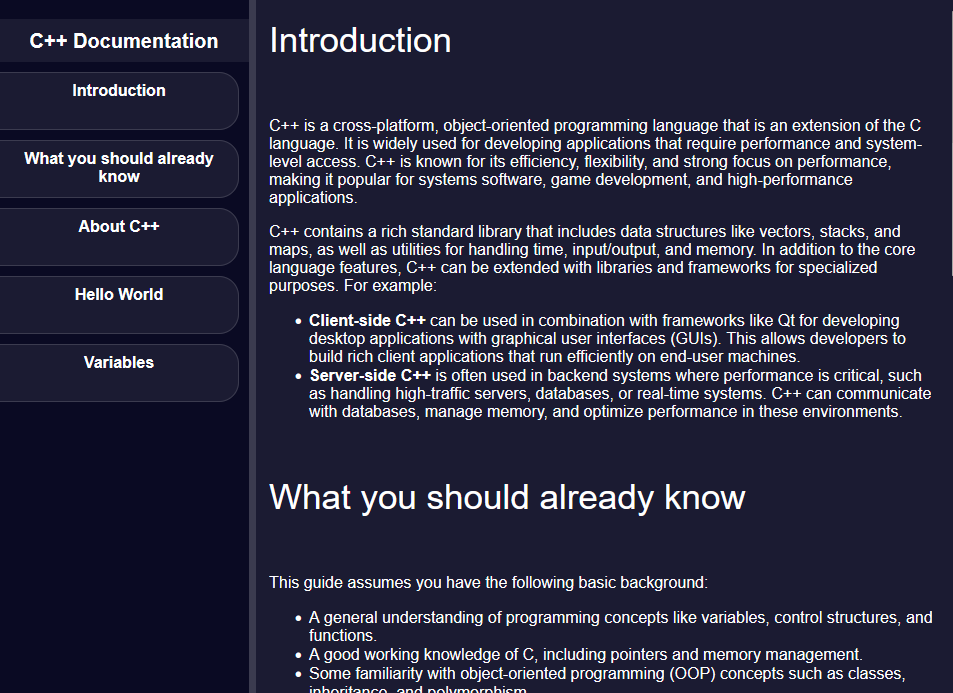 C++ Documentation
Introduction
What you should already
know
About C++
Hello World
Variables
Introduction
C++ is a cross-platform, object-oriented programming language that is an extension of the C
language. It is widely used for developing applications that require performance and system-
level access. C++ is known for its efficiency, flexibility, and strong focus on performance,
making it popular for systems software, game development, and high-performance
applications.
C++ contains a rich standard library that includes data structures like vectors, stacks, and
maps, as well as utilities for handling time, input/output, and memory. In addition to the core
language features, C++ can be extended with libraries and frameworks for specialized
purposes. For example:
• Client-side C++ can be used in combination with frameworks like Qt for developing
desktop applications with graphical user interfaces (GUIs). This allows developers to
build rich client applications that run efficiently on end-user machines.
• Server-side C++ is often used in backend systems where performance is critical, such
as handling high-traffic servers, databases, or real-time systems. C++ can communicate
with databases, manage memory, and optimize performance in these environments.
What you should already know
This guide assumes you have the following basic background:
• A general understanding of programming concepts like variables, control structures, and
functions.
• A good working knowledge of C, including pointers and memory management.
• Some familiarity with object-oriented programming (OOP) concepts such as classes,
inheritance, and polymorphism.